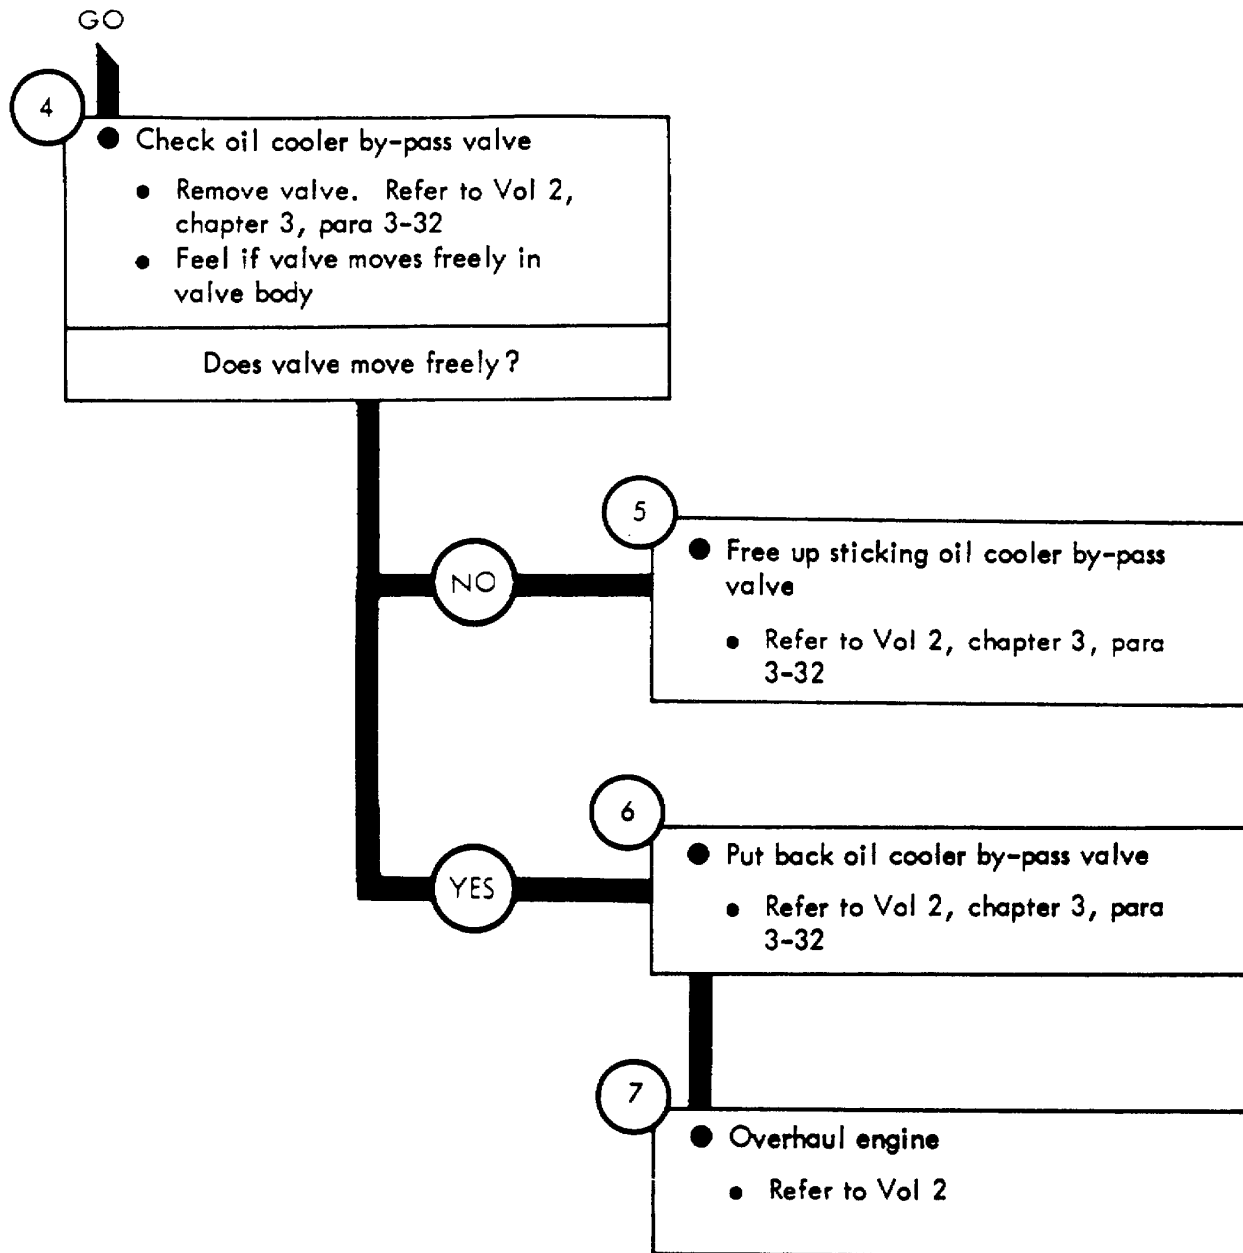 GO
4
● Check oil cooler by-pass valve
● Remove valve. Refer to Vol 2,
chapter 3, para 3-32
● Feel if valve moves freely in
valve body
Does valve move freely?
5
● Free up sticking oil cooler by-pass
valve
● Refer to Vol 2, chapter 3, para
3-32
NO
6
● Put back oil cooler by-pass valve
● Refer to Vol 2, chapter 3, para
3-32
YES
7
● Overhaul engine
● Refer to Vol 2